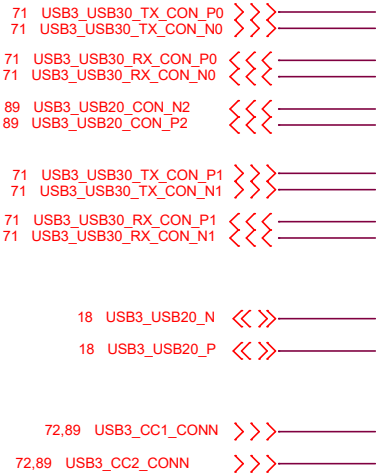 71 USB3_USB30_TX_CON_P0
71 USB3_USB30_TX_CON_N0
71 USB3_USB30_RX_CON_P0
71 USB3_USB30_RX_CON_N0
89 USB3_USB20_CON_N2
89 USB3_USB20_CON_P2
71 USB3_USB30_TX_CON_P1
71 USB3_USB30_TX_CON_N1
71 USB3_USB30_RX_CON_P1
71 USB3_USB30_RX_CON_N1
18 USB3_USB20_N
18 USB3_USB20_P
72,89 USB3_CC1_CONN
72,89 USB3_CC2_CONN